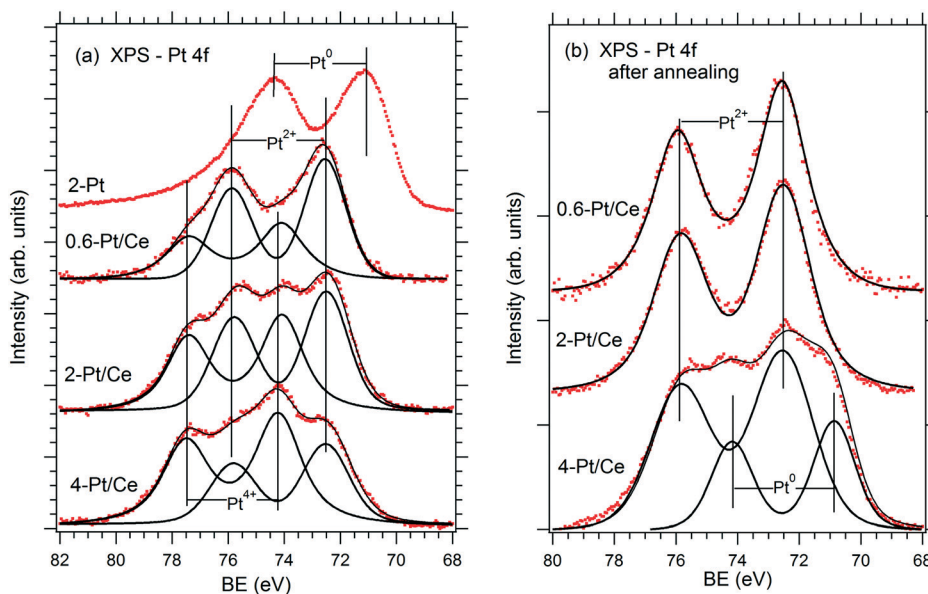 (a) XPS - Pt 4f
Pt0
Pt2+
2-Pt
0.6-Pt/Ce
2-Pt/Ce
4-Pt/Ce
Pt4+
Intensity (arb. units)
82 80 78 76 74 72 70 68
BE (eV)
(b) XPS - Pt 4f
after annealing
Pt2+
0.6-Pt/Ce
2-Pt/Ce
4-Pt/Ce
Pt0
Intensity (arb. units)
80 78 76 74 72 70 68
BE (eV)